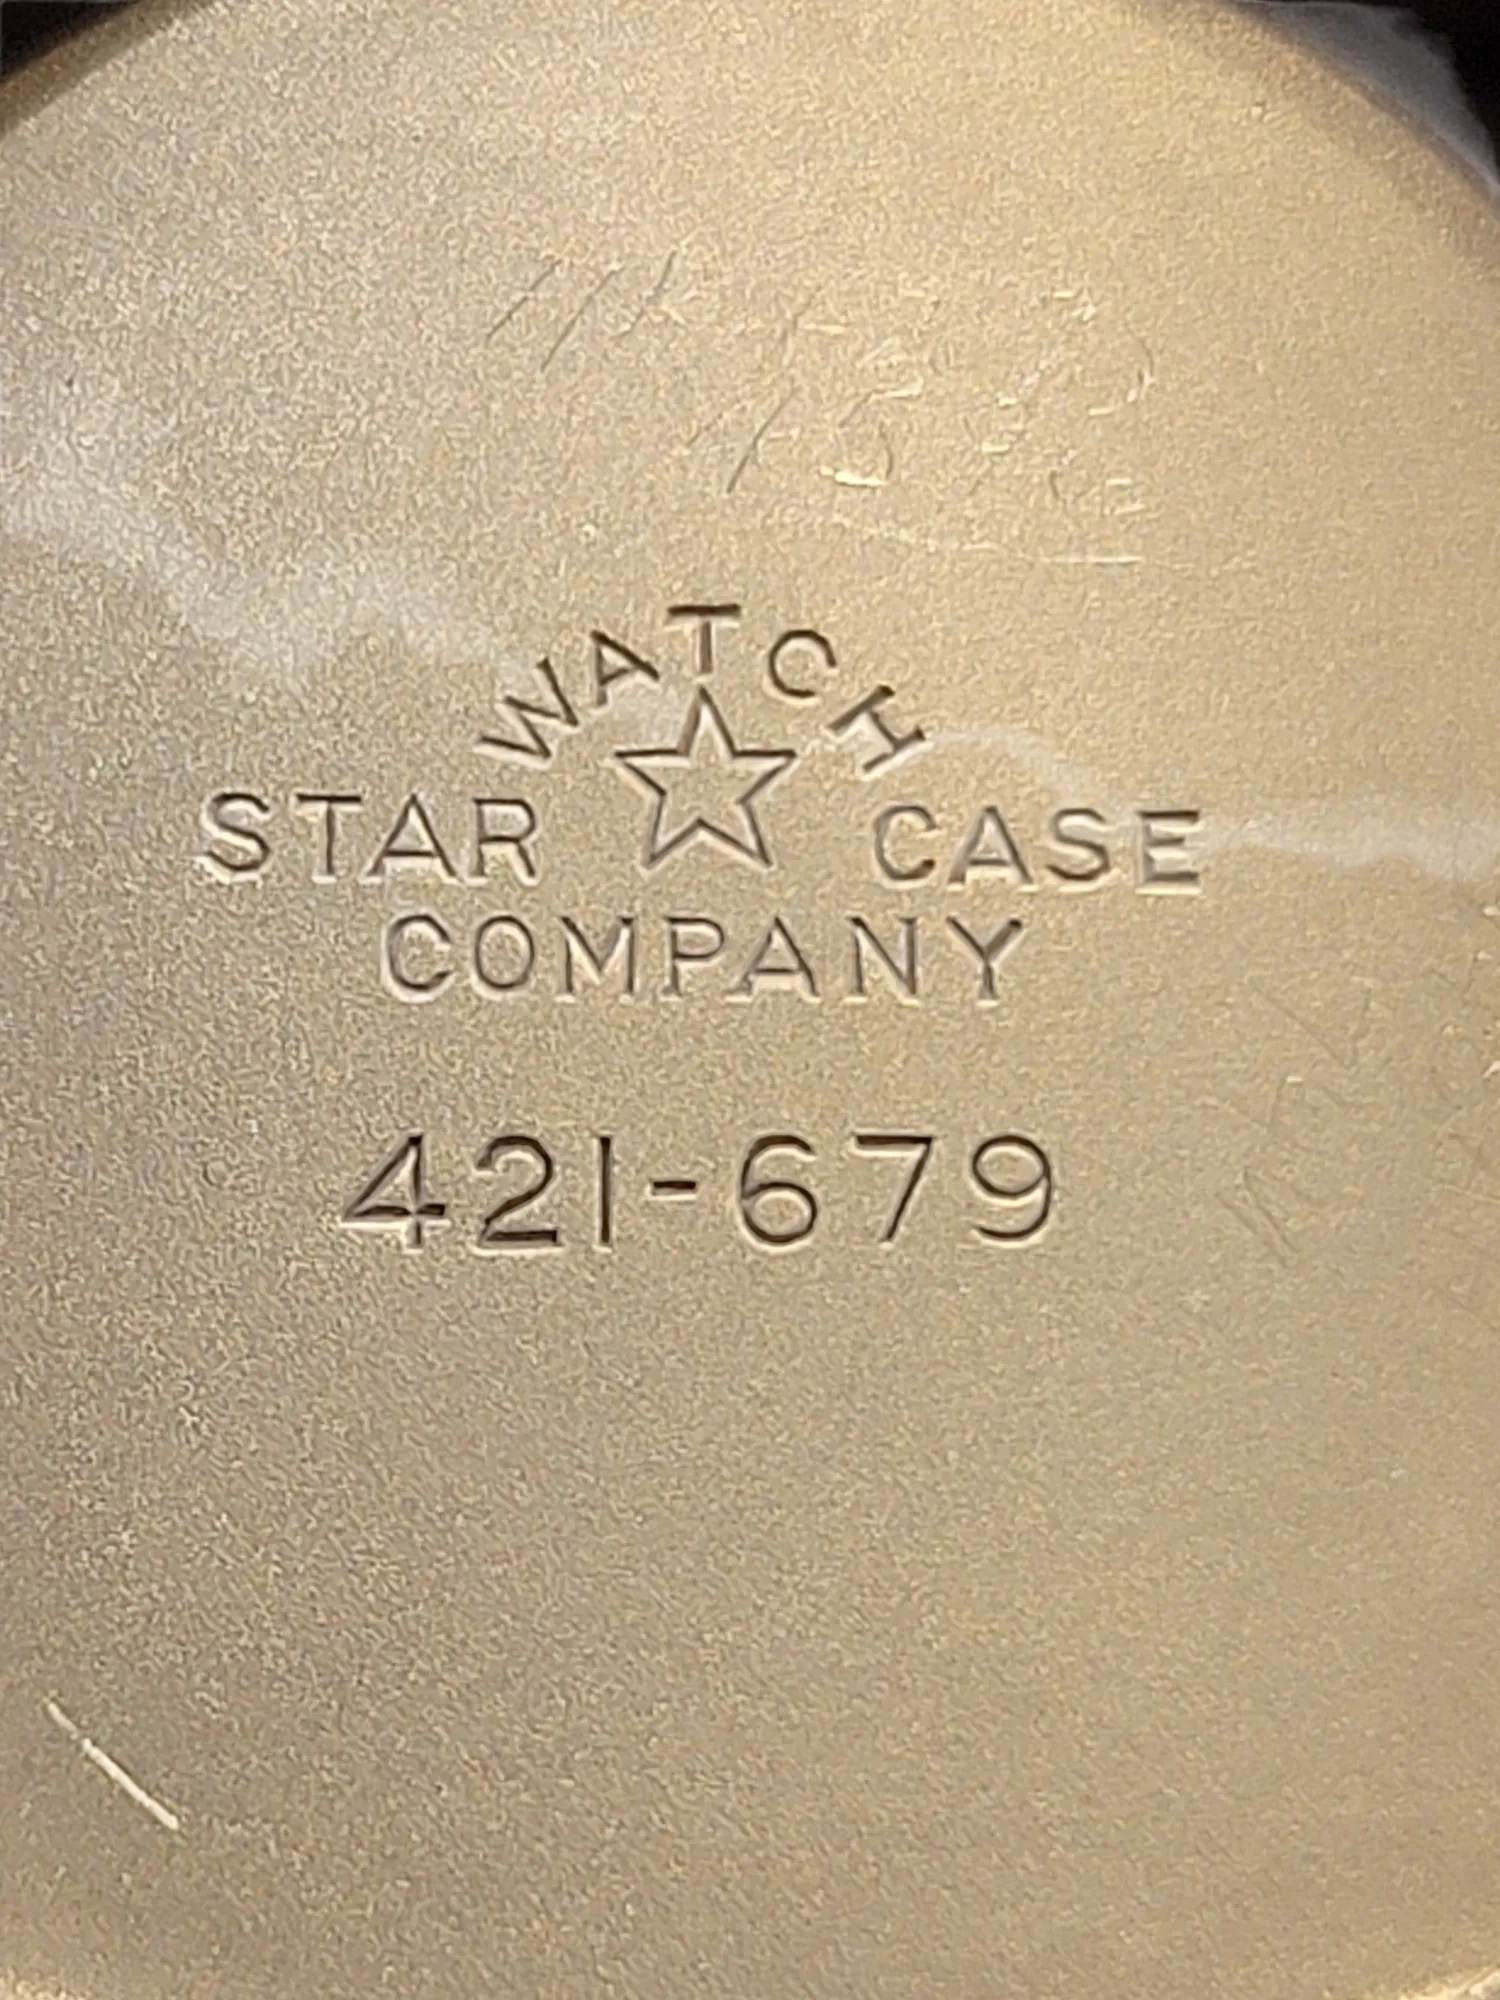 WATCH
STAR CASE
COMPANY
421-679